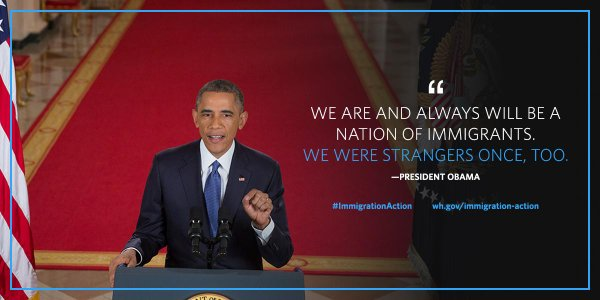 “
WE ARE AND ALWAYS WILL BE A
NATION OF IMMIGRANTS.
WE WERE STRANGERS ONCE, TOO.
—PRESIDENT OBAMA
#ImmigrationAction wh.gov/immigration-action